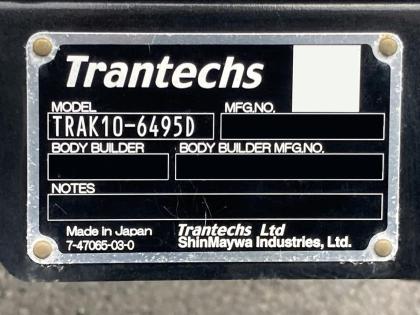 Trantechs
MODEL MFG.NO.
TRAK10-6495D
BODY BUILDER BODY BUILDER MFG.NO.
NOTES
Made in Japan Trantechs Ltd
7-47065-03-0 ShinMaywa Industries, Ltd.